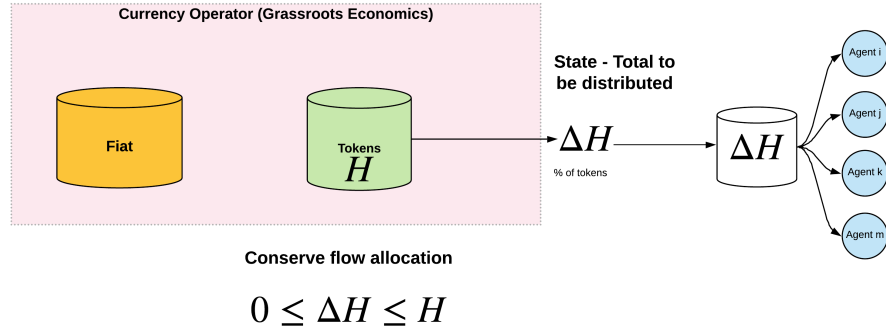 Currency Operator (Grassroots Economics)
Fiat
Tokens
H
State - Total to
be distributed
ΔH
% of tokens
ΔH
Agent i
Agent j
Agent k
Agent m
Conserve flow allocation
0 ≤ ΔH ≤ H